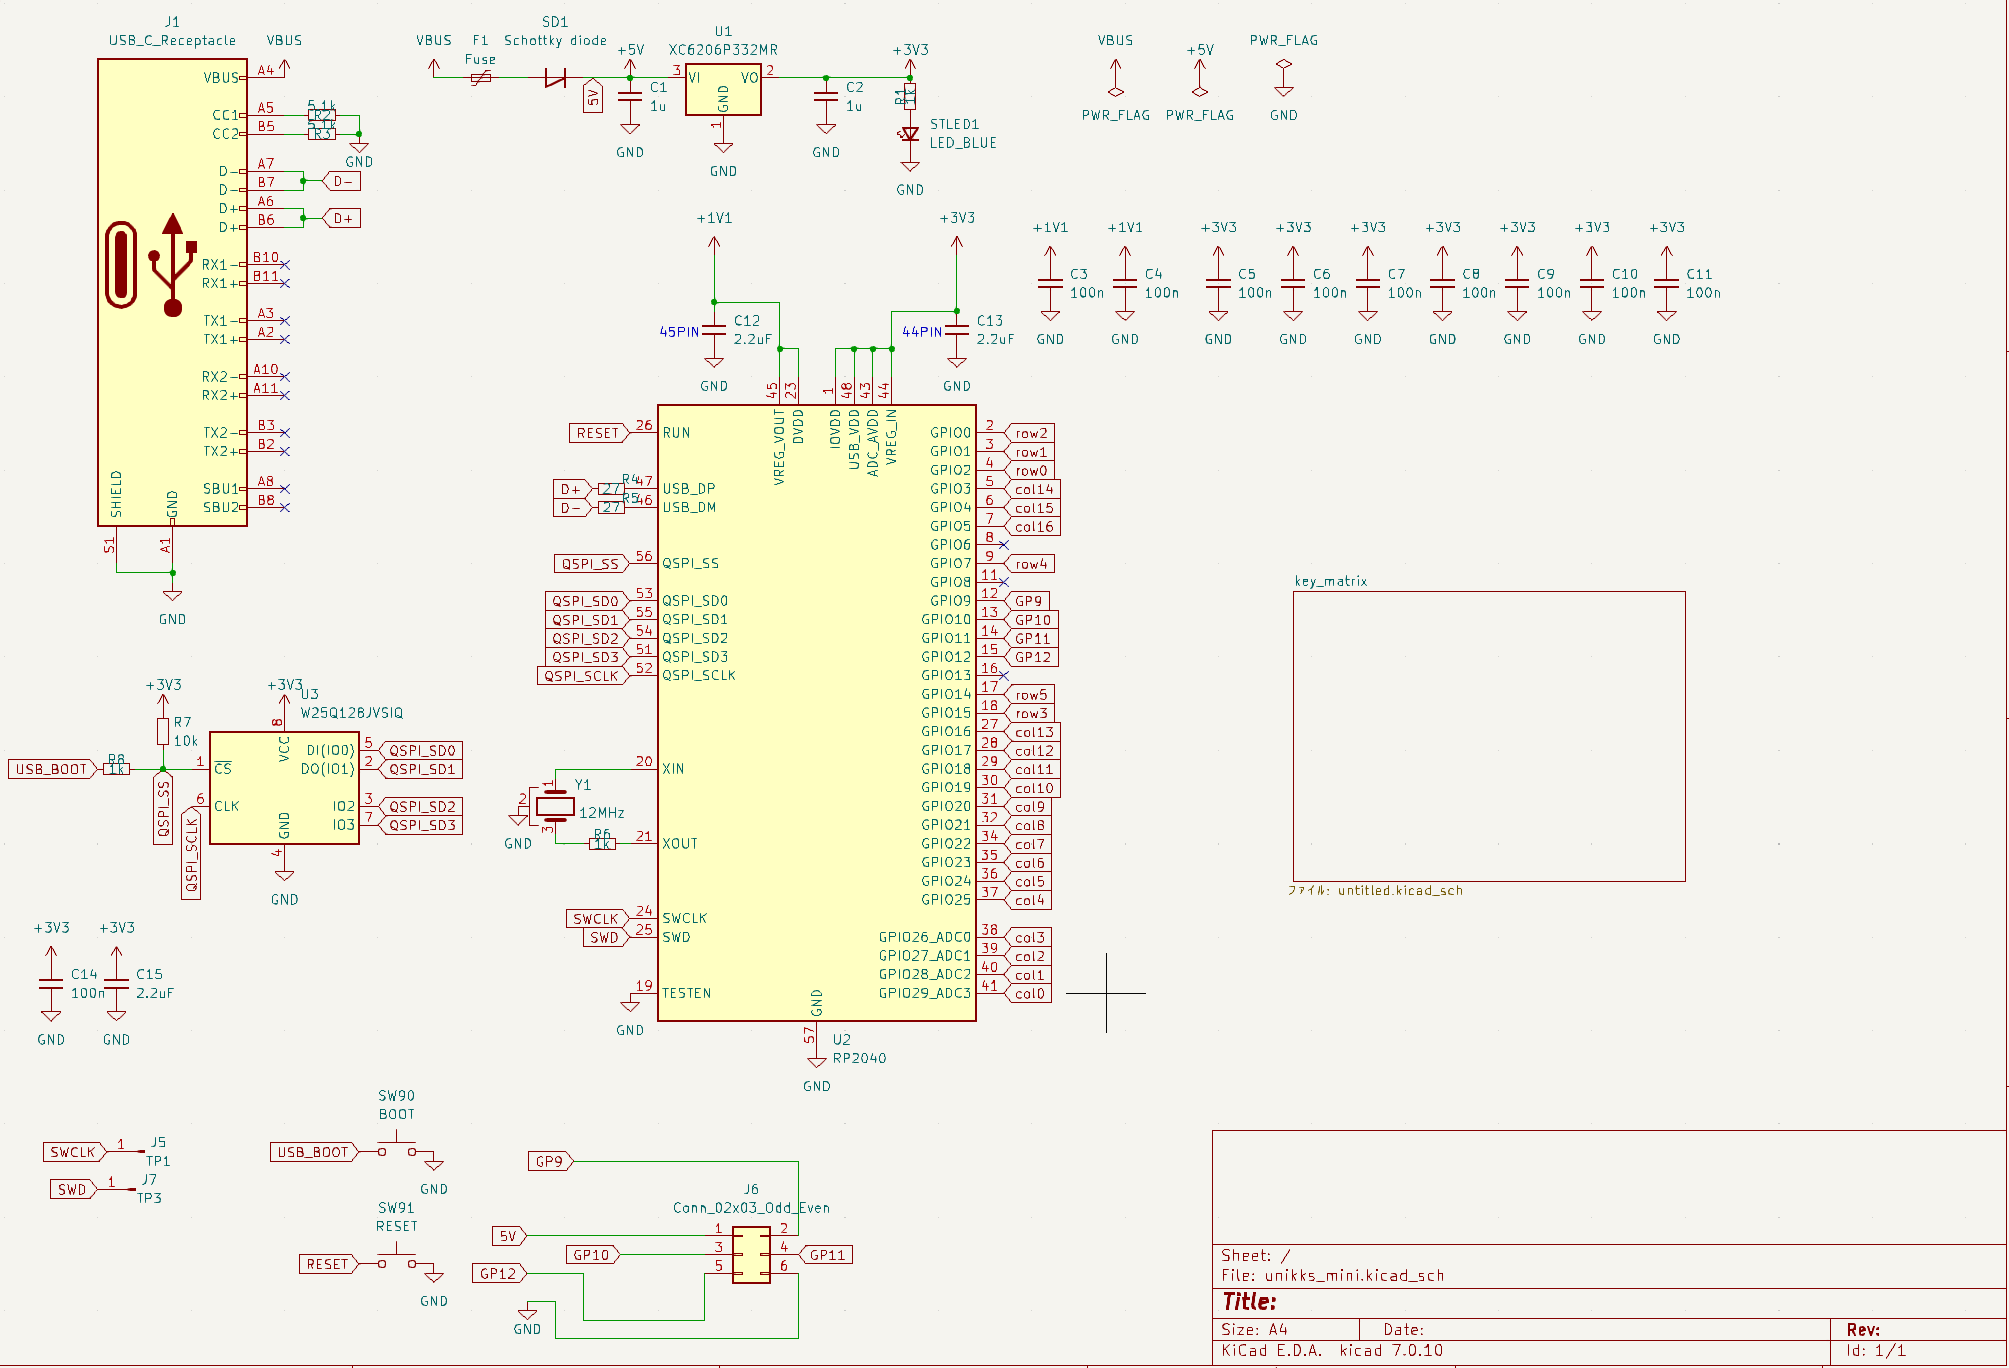 J1
USB_C_Receptacle
VBUS
VBUS A4
CC1 A5 5.1k R2
CC2 B5 5.1k R3
GND
D- A7
D- B7
D-
D+ A6
D+ B6
D+
RX1- B10
RX1+ B11
TX1- A3
TX1+ A2
RX2- A10
RX2+ A11
TX2- B3
TX2+ B2
SBU1 A8
SBU2 B8
SHIELD
GND
S1
A1
GND
VBUS
F1
Fuse
SD1
Schottky diode
5V
+5V
C1
1u
GND
U1
XC6206P332MR
3 VI
VO 2
GND
1
GND
C2
1u
GND
+3V3
R1
1k
STLED1
LED_BLUE
GND
VBUS
PWR_FLAG
+5V
PWR_FLAG
PWR_FLAG
GND
+1V1
45PIN
C12
2.2uF
GND
+3V3
44PIN
C13
2.2uF
GND
+1V1
C3
100n
GND
+1V1
C4
100n
GND
+3V3
C5
100n
GND
+3V3
C6
100n
GND
+3V3
C7
100n
GND
+3V3
C8
100n
GND
+3V3
C9
100n
GND
+3V3
C10
100n
GND
+3V3
C11
100n
GND
45 VREG_VOUT
23 DVDD
1 IOVDD
48 USB_VDD
43 ADC_AVDD
44 VREG_IN
RESET 26 RUN
D+ 27 R4 47 USB_DP
D- 27 R5 46 USB_DM
QSPI_SS 56 QSPI_SS
QSPI_SD0 53 QSPI_SD0
QSPI_SD1 55 QSPI_SD1
QSPI_SD2 54 QSPI_SD2
QSPI_SD3 51 QSPI_SD3
QSPI_SCLK 52 QSPI_SCLK
20 XIN
1
2
3
Y1
12MHz
GND
R6
1k
21 XOUT
SWCLK 24 SWCLK
SWD 25 SWD
19 TESTEN
GND
GND
57
GND
U2
RP2040
GPIO0 2 row2
GPIO1 3 row1
GPIO2 4 row0
GPIO3 5 col14
GPIO4 6 col15
GPIO5 7 col16
GPIO6 8
GPIO7 9 row4
GPIO8 11
GPIO9 12 GP9
GPIO10 13 GP10
GPIO11 14 GP11
GPIO12 15 GP12
GPIO13 16
GPIO14 17 row5
GPIO15 18 row3
GPIO16 27 col13
GPIO17 28 col12
GPIO18 29 col11
GPIO19 30 col10
GPIO20 31 col9
GPIO21 32 col8
GPIO22 34 col7
GPIO23 35 col6
GPIO24 36 col5
GPIO25 37 col4
GPIO26_ADC0 38 col3
GPIO27_ADC1 39 col2
GPIO28_ADC2 40 col1
GPIO29_ADC3 41 col0
key_matrix
ファイル: untitled.kicad_sch
+3V3
R7
10k
+3V3
U3
W25Q128JVSIQ
8
VCC
USB_BOOT
R8
1k
1 CS
QSPI_SS
6 CLK
QSPI_SCLK
DI(IO0) 5 QSPI_SD0
DO(IO1) 2 QSPI_SD1
IO2 3 QSPI_SD2
IO3 7 QSPI_SD3
GND
4
GND
+3V3
C14
100n
GND
+3V3
C15
2.2uF
GND
SWCLK 1
J5
TP1
SWD 1
J7
TP3
SW90
BOOT
USB_BOOT
GND
SW91
RESET
RESET
GND
GP9
J6
Conn_02x03_Odd_Even
5V 1 2
GP10 3 4 GP11
GP12 5 6
GND
Sheet: /
File: unikks_mini.kicad_sch
Title:
Size: A4 Date: Rev:
KiCad E.D.A. kicad 7.0.10 Id: 1/1